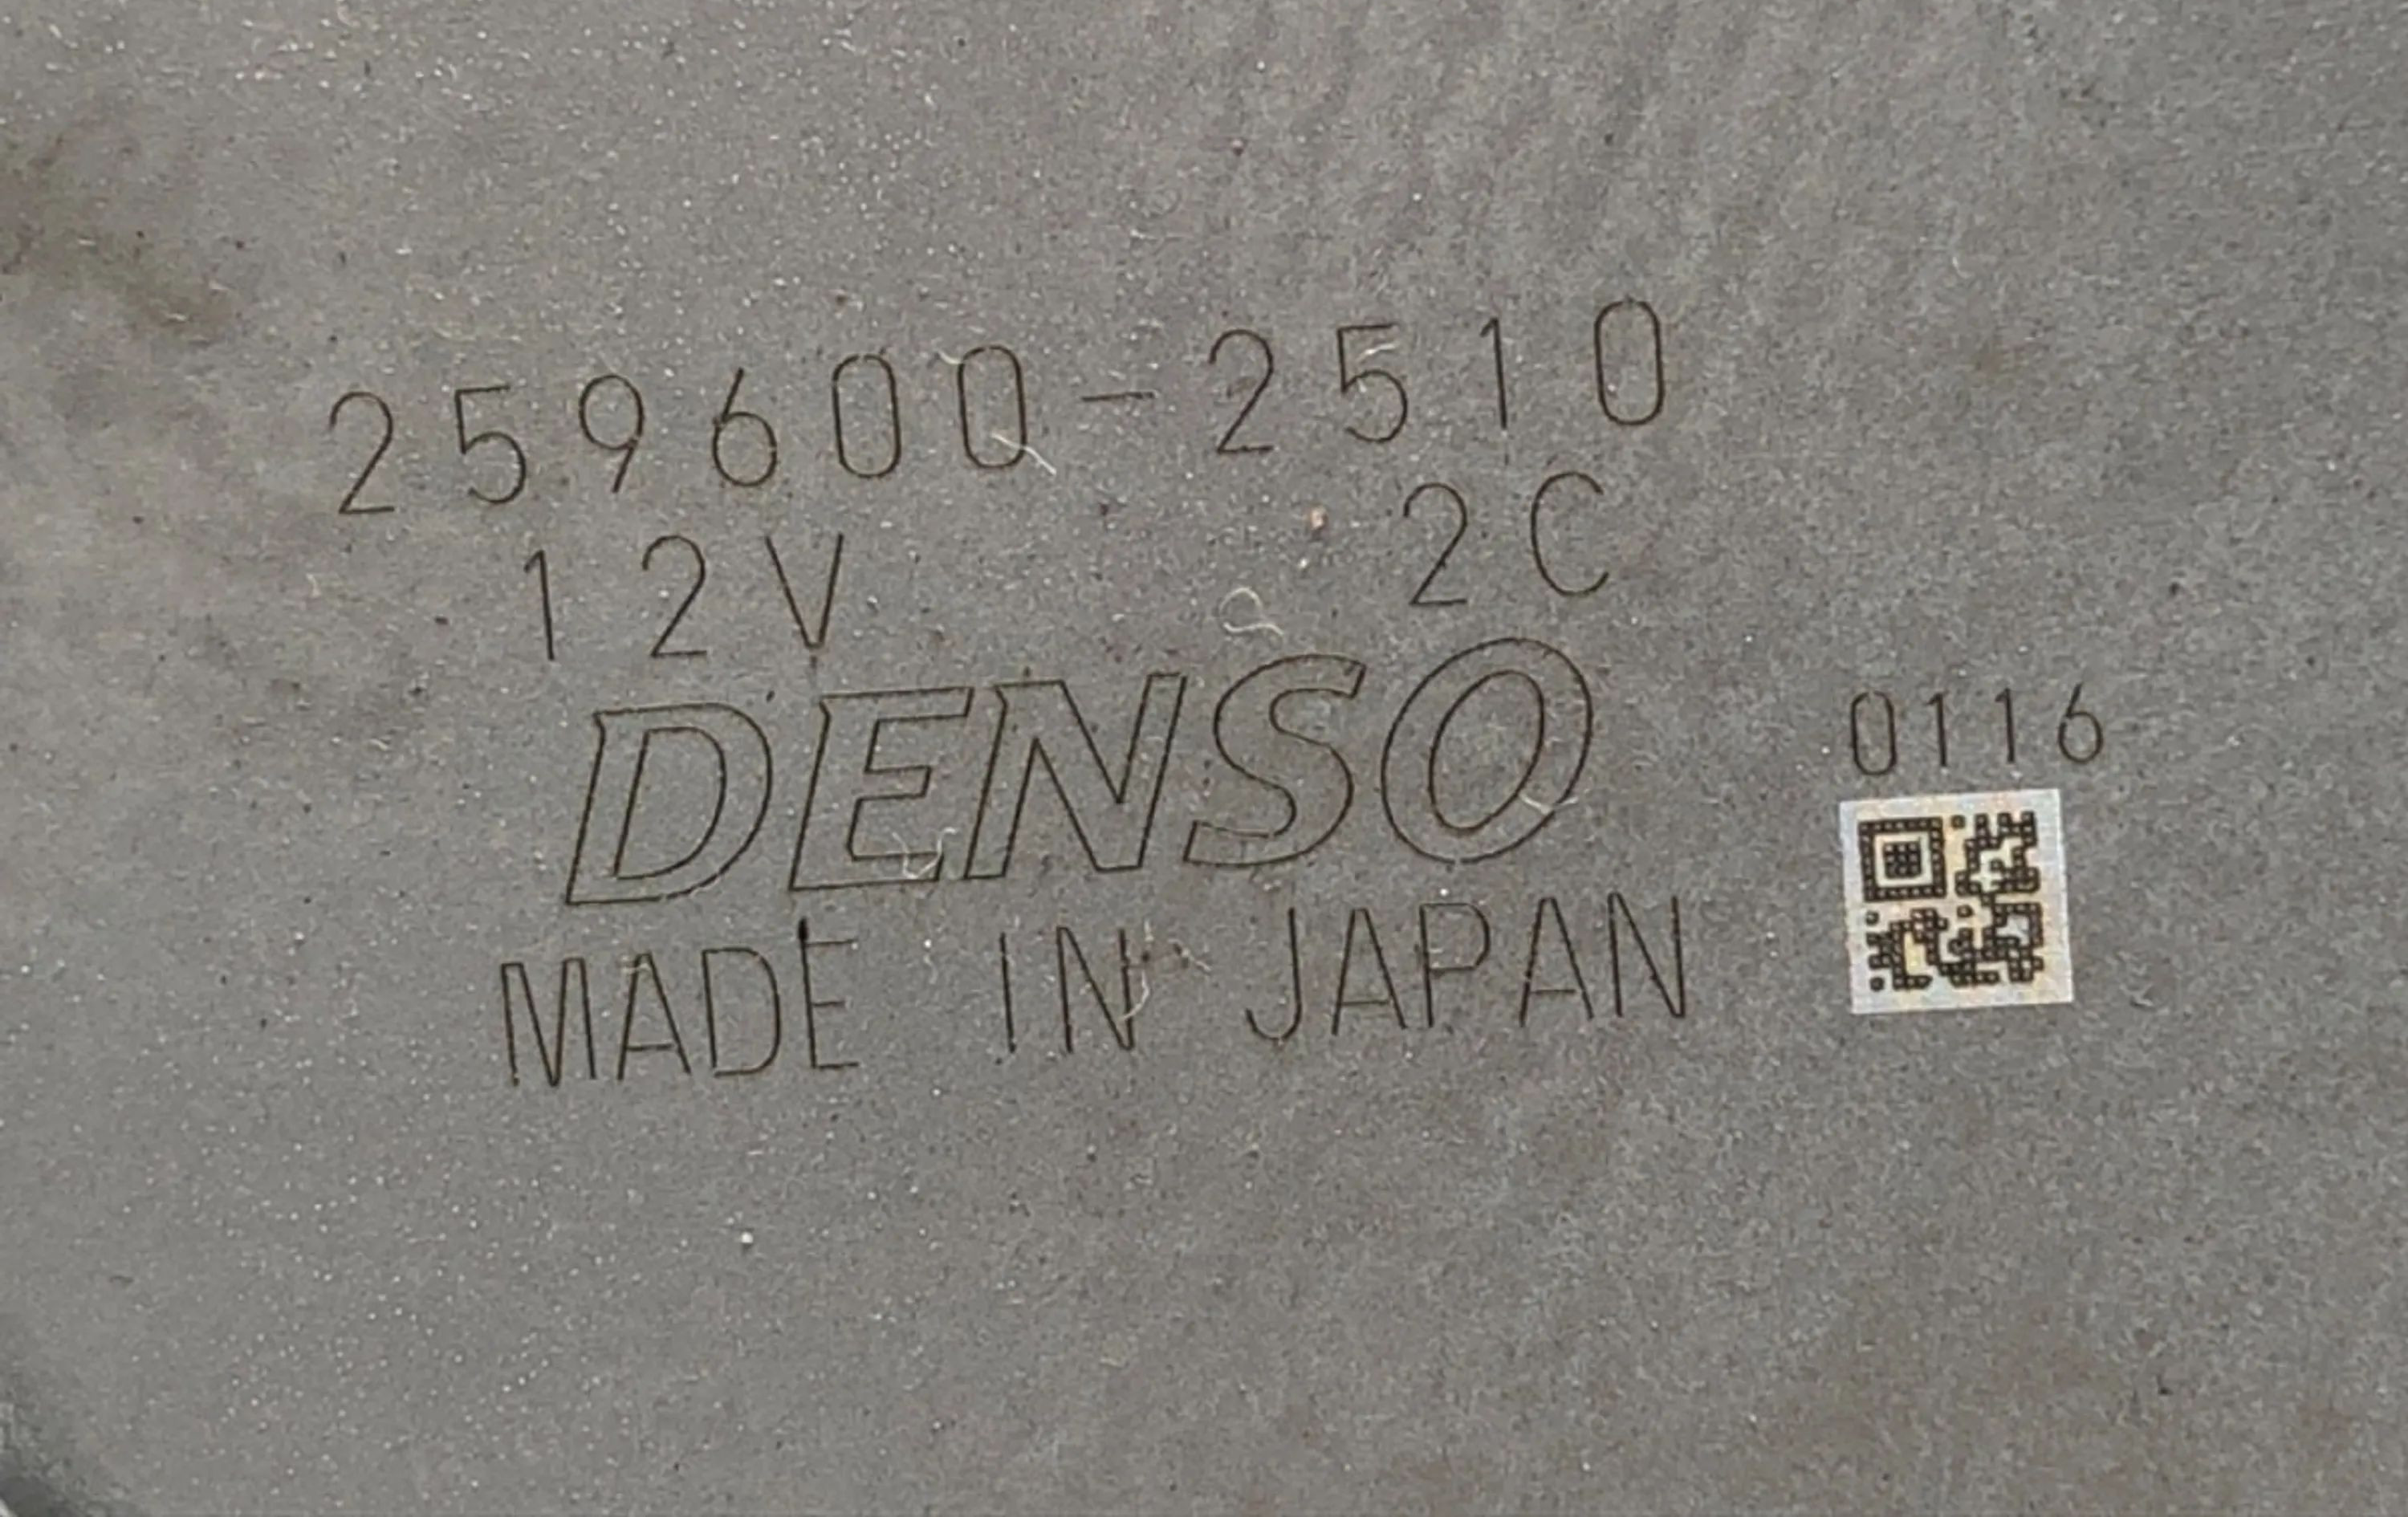 259600-2510
12V 2C
DENSO
0116
MADE IN JAPAN